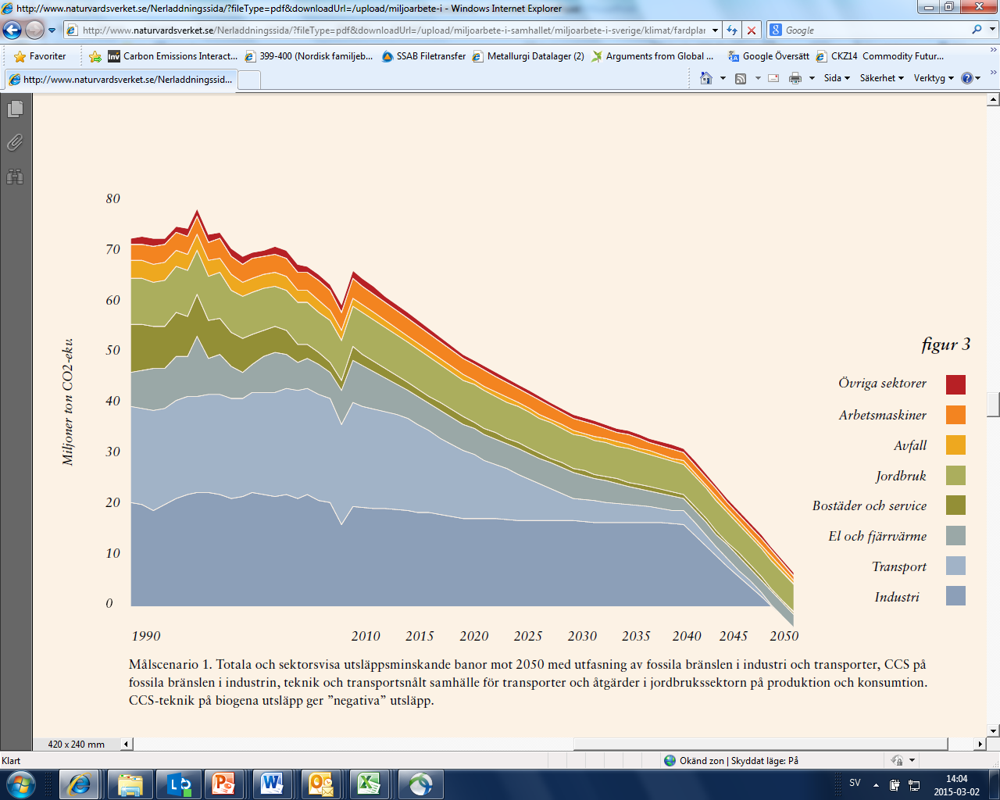 http://www.naturvardsverket.se/Nerladdningssida/?fileType=pdf&downloadUrl=/upload/miljoarbete-i - Windows Internet Explorer
http://www.naturvardsverket.se/Nerladdningssida/?fileType=pdf&downloadUrl=/upload/miljoarbete-i-samhallet/miljoarbete-i-sverige/klimat/fardplar
Google
Favoriter
Carbon Emissions Interact...
399-400 (Nordisk familjeb...
SSAB Filetransfer
Metallurgi Datalager (2)
Arguments from Global ...
Google Översätt
CKZ14 Commodity Futur...
http://www.naturvardsverket.se/Nerladdningssid...
Sida
Säkerhet
Verktyg
80
70
60
50
40
30
20
10
0
Miljoner ton CO2-ekv.
figur 3
Övriga sektorer
Arbetsmaskiner
Avfall
Jordbruk
Bostäder och service
El och fjärrvärme
Transport
Industri
1990 2010 2015 2020 2025 2030 2035 2040 2045 2050
Målscenario 1. Totala och sektorsvisa utsläppsminskande banor mot 2050 med utfasning av fossila bränslen i industri och transporter, CCS på
fossila bränslen i industrin, teknik och transportsnålt samhälle för transporter och åtgärder i jordbrukssektorn på produktion och konsumtion.
CCS-teknik på biogena utsläpp ger ”negativa” utsläpp.
420 x 240 mm
Klart
Okänd zon | Skyddat läge: På
SV
14:04
2015-03-02